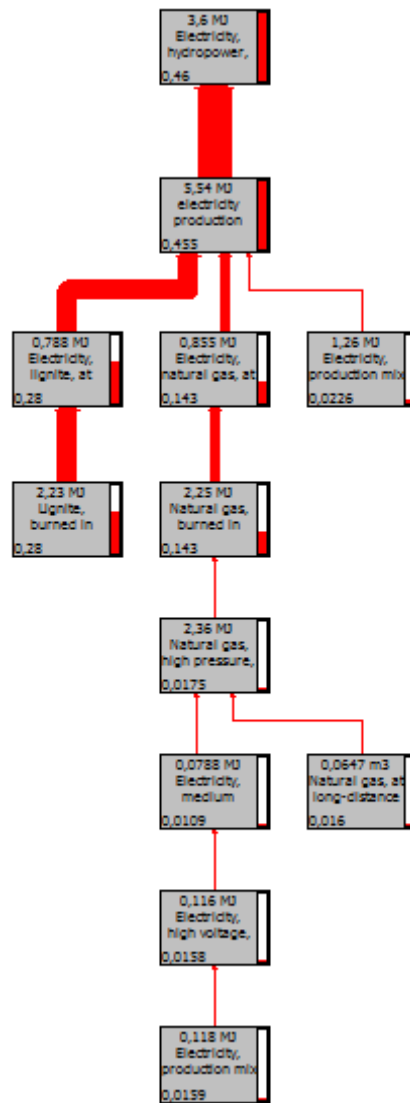 3,6 MJ
Electricity,
hydropower,
0,46
5,54 MJ
electricity
production
0,455
0,788 MJ
Electricity,
lignite, at
0,28
0,855 MJ
Electricity,
natural gas, at
0,143
1,26 MJ
Electricity,
production mix
0,0226
2,23 MJ
Lignite,
burned in
0,28
2,25 MJ
Natural gas,
burned in
0,143
2,36 MJ
Natural gas,
high pressure,
0,0175
0,0788 MJ
Electricity,
medium
0,0109
0,0647 m3
Natural gas, at
long-distance
0,016
0,116 MJ
Electricity,
high voltage,
0,0158
0,118 MJ
Electricity,
production mix
0,0159